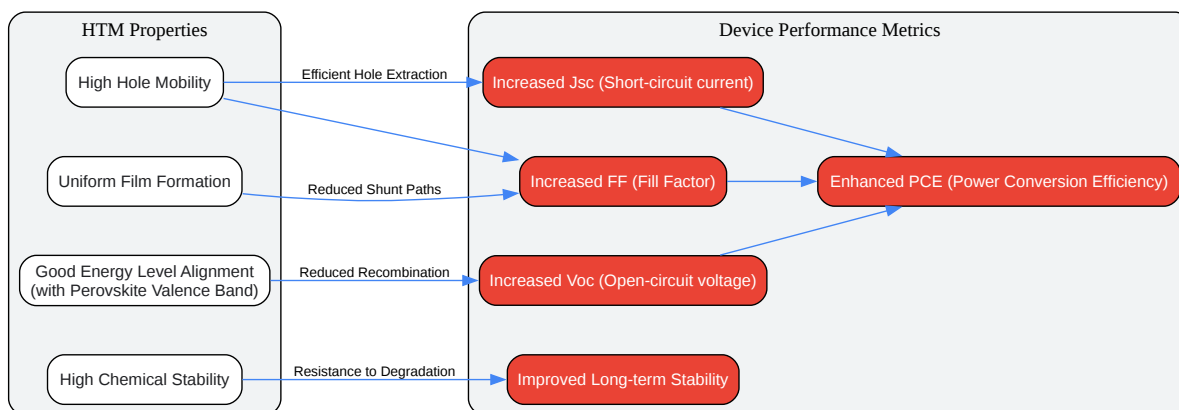 HTM Properties
Device Performance Metrics
High Hole Mobility
Efficient Hole Extraction
Increased Jsc (Short-circuit current)
Uniform Film Formation
Reduced Shunt Paths
Increased FF (Fill Factor)
Enhanced PCE (Power Conversion Efficiency)
Good Energy Level Alignment
(with Perovskite Valence Band)
Reduced Recombination
Increased Voc (Open-circuit voltage)
High Chemical Stability
Resistance to Degradation
Improved Long-term Stability